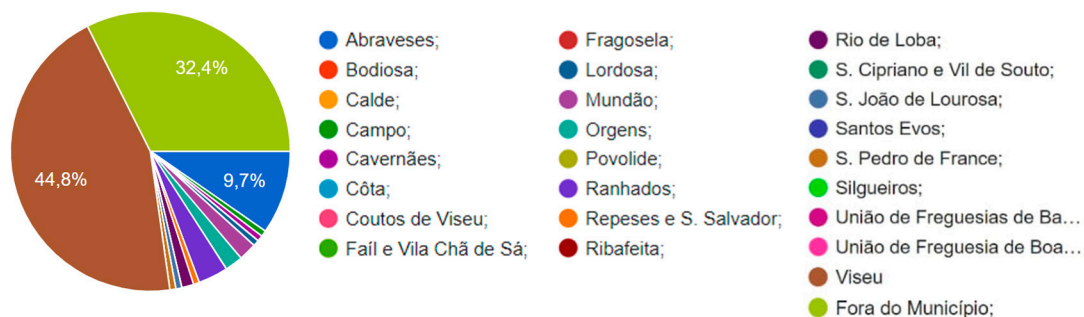 32,4%
44,8%
9,7%
Abraveses;
Bodiosa;
Calde;
Campo;
Cavernães;
Côta;
Coutos de Viseu;
Faíl e Vila Chã de Sá;
Fragosela;
Lordosa;
Mundão;
Orgens;
Povolide;
Ranhados;
Repeses e S. Salvador;
Ribafeita;
Rio de Loba;
S. Cipriano e Vil de Souto;
S. João de Lourosa;
Santos Evos;
S. Pedro de France;
Silgueiros;
União de Freguesias de Ba…
União de Freguesia de Boa…
Viseu
Fora do Município;